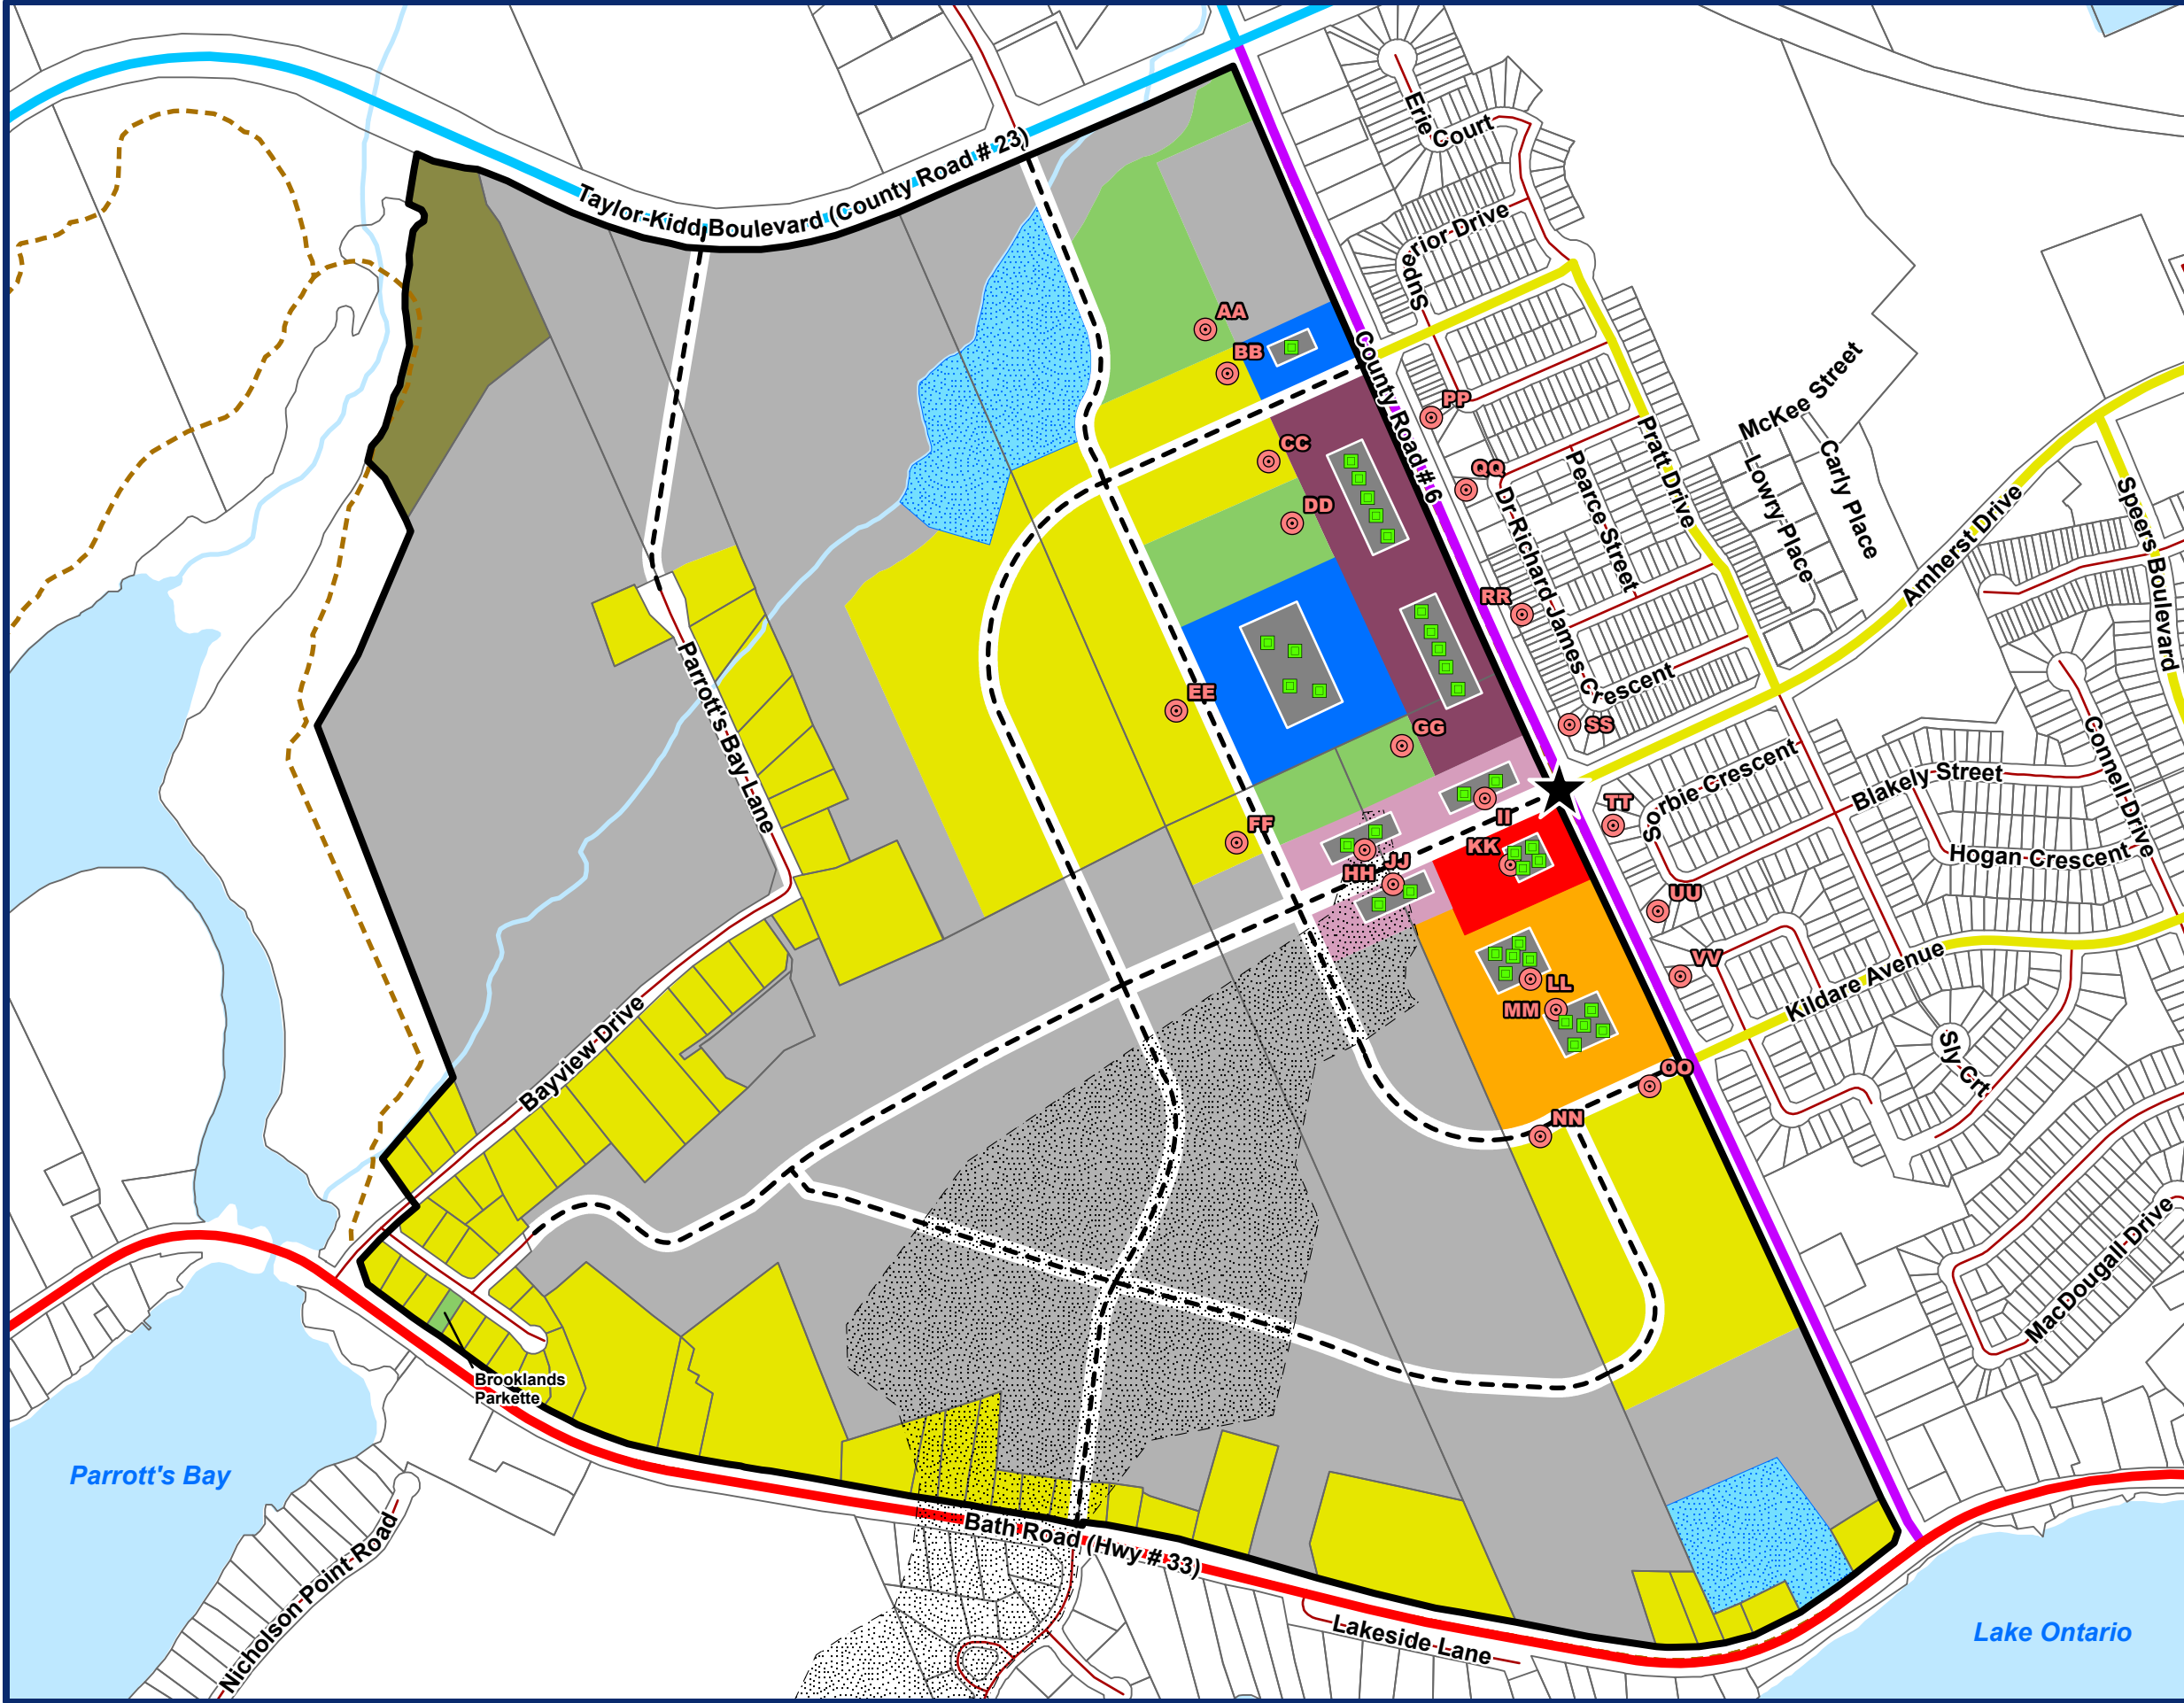 Erie
Court
Taylor-Kidd Boulevard (County Road # 23)
Superior Drive
AA
BB
County Road # 6
PP
McKee Street
CC
QQ
Pratt Drive
Pearce Street
Lowry Place
Carly Place
DD
Dr Richard James Crescent
Amherst Drive
Speers Boulevard
RR
Parrott's Bay Lane
EE
GG
SS
Connell Drive
Sorbie Crescent
Blakely Street
TT
FF
II
KK
JJ
HH
Hogan Crescent
UU
VV
Kildare Avenue
LL
MM
Bayview Drive
Sly Crt
OO
NN
MacDougall Drive
Brooklands
Parkette
Parrott's Bay
Nicholson Point Road
Bath Road (Hwy # 33)
Lakeside Lane
Lake Ontario